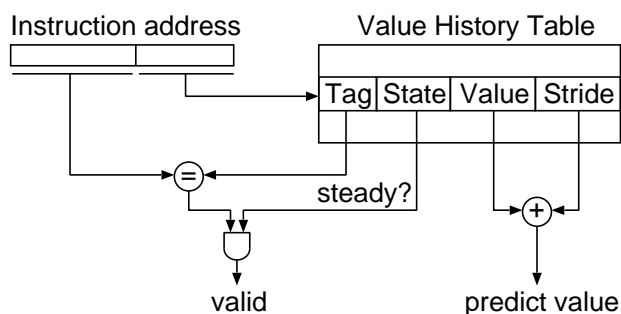 Instruction address
Value History Table
Tag State Value Stride
=
steady?
+
valid
predict value